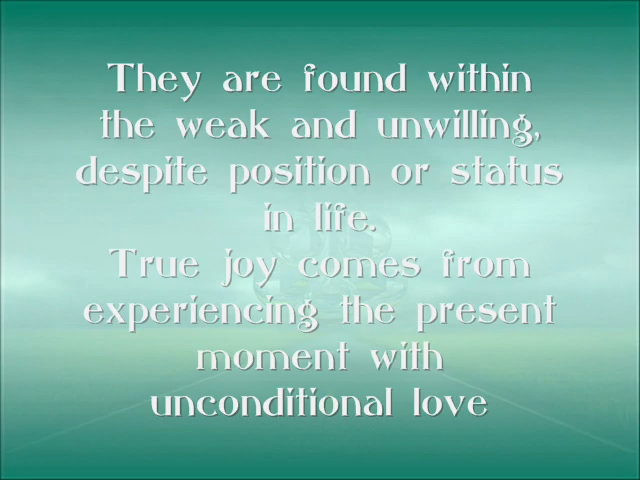 They are found within
the weak and unwilling,
despite position or status
in life.
True joy comes from
experiencing the present
moment with
unconditional love